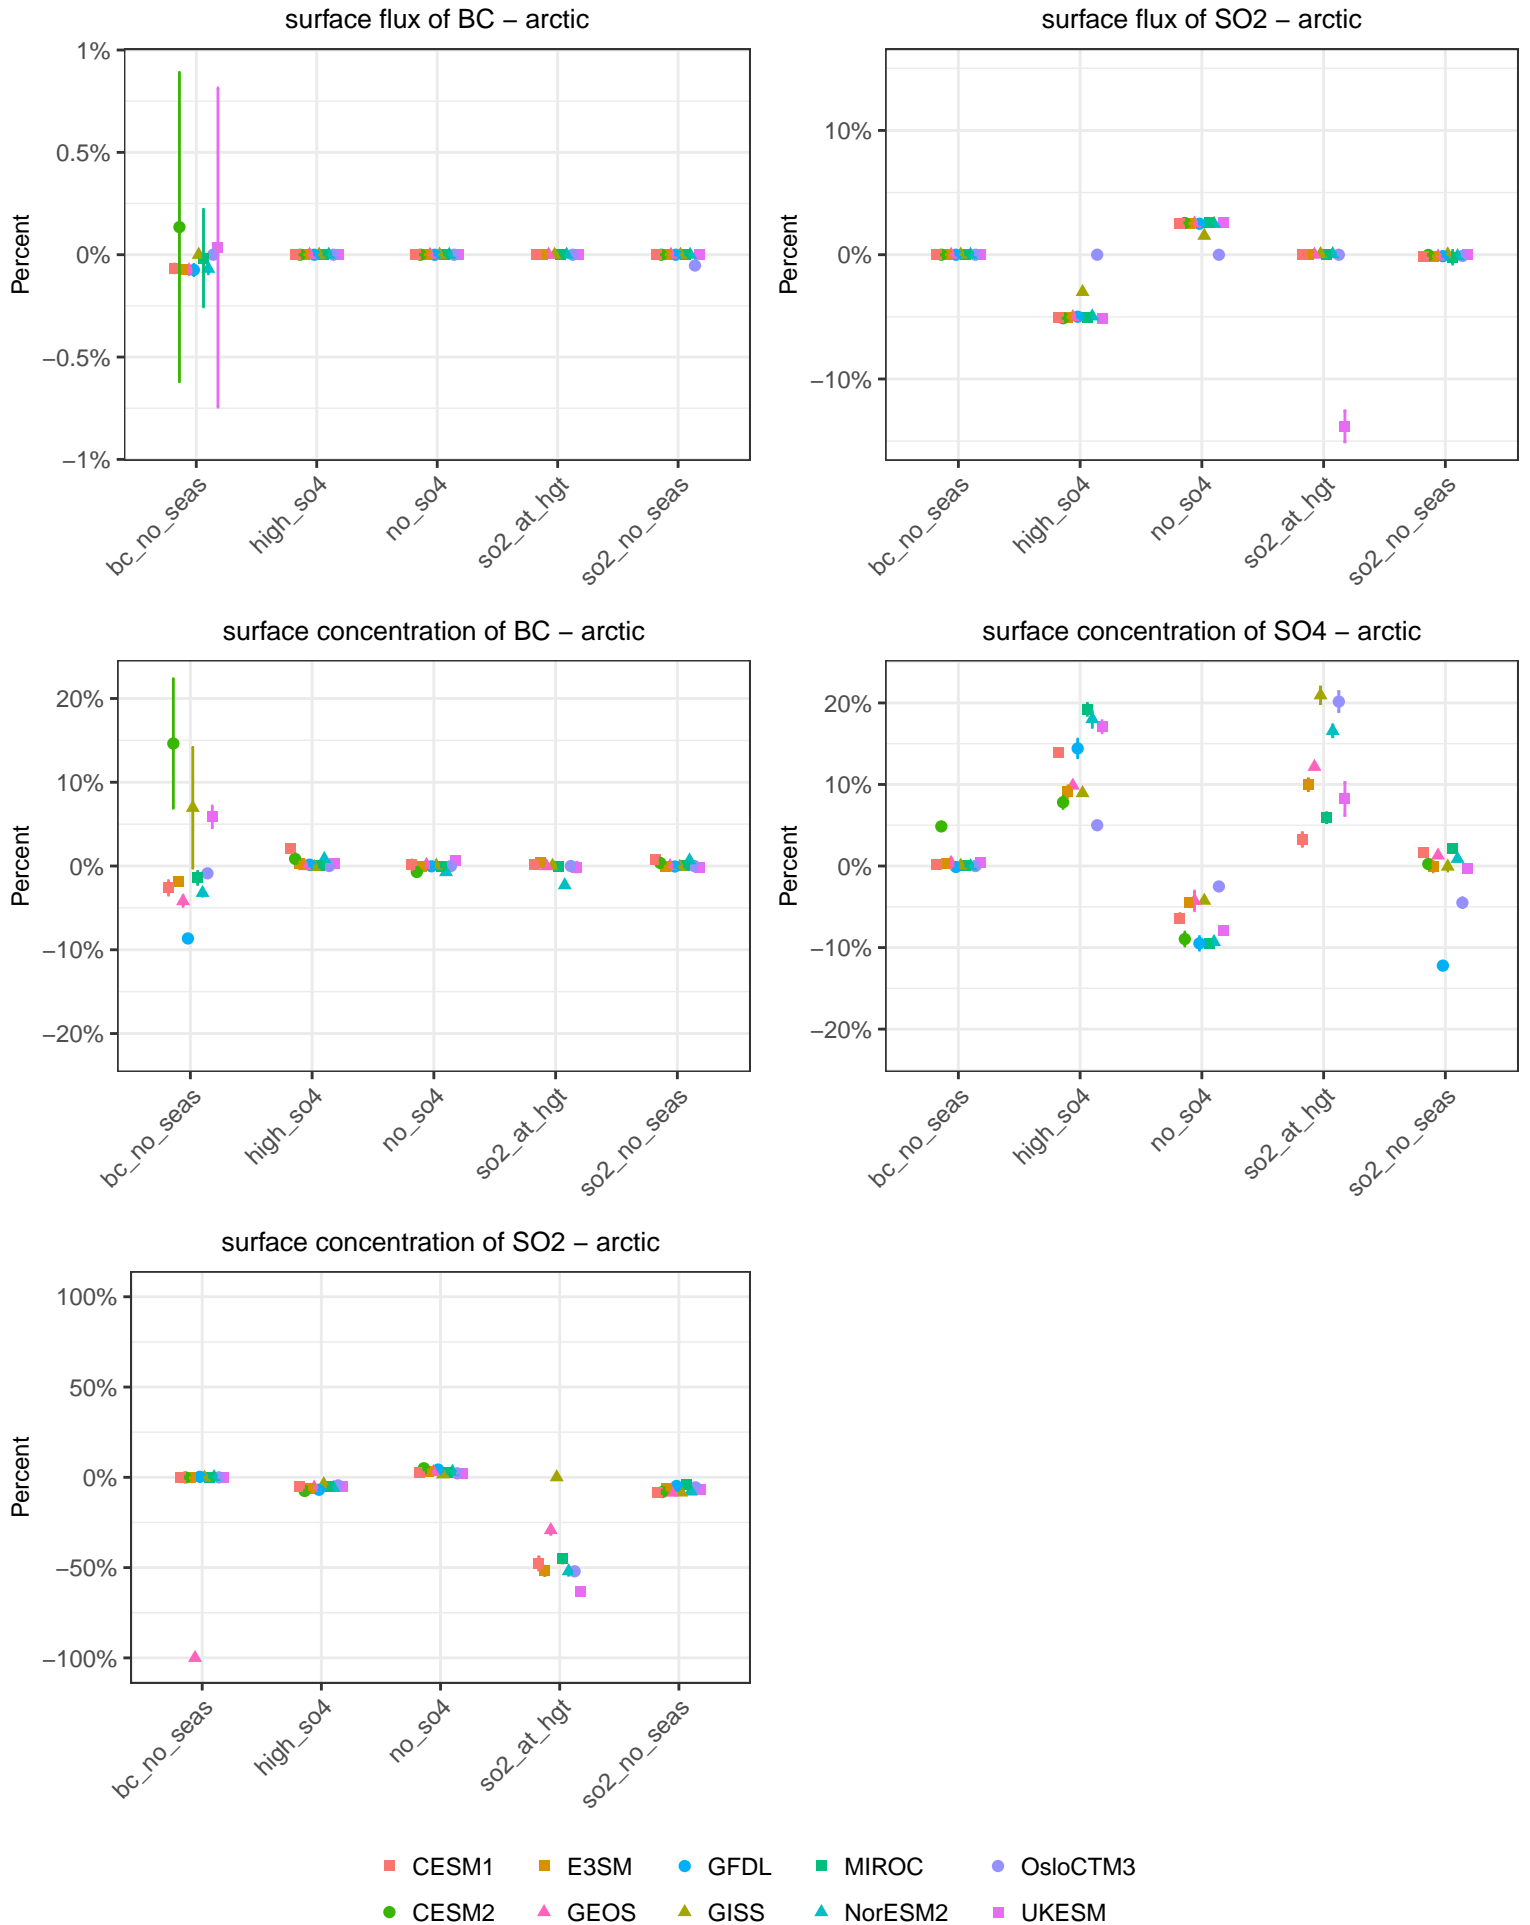 surface flux of BC − arctic
Percent
1%
0.5%
0%
−0.5%
−1%
bc_no_seas
high_so4
no_so4
so2_at_hgt
so2_no_seas
surface flux of SO2 − arctic
Percent
10%
0%
−10%
bc_no_seas
high_so4
no_so4
so2_at_hgt
so2_no_seas
surface concentration of BC − arctic
Percent
20%
10%
0%
−10%
−20%
bc_no_seas
high_so4
no_so4
so2_at_hgt
so2_no_seas
surface concentration of SO4 − arctic
20%
10%
0%
−10%
−20%
bc_no_seas
high_so4
no_so4
so2_at_hgt
so2_no_seas
surface concentration of SO2 − arctic
Percent
100%
50%
0%
−50%
−100%
bc_no_seas
high_so4
no_so4
so2_at_hgt
so2_no_seas
CESM1 E3SM GFDL MIROC OsloCTM3
CESM2 GEOS GISS NorESM2 UKESM